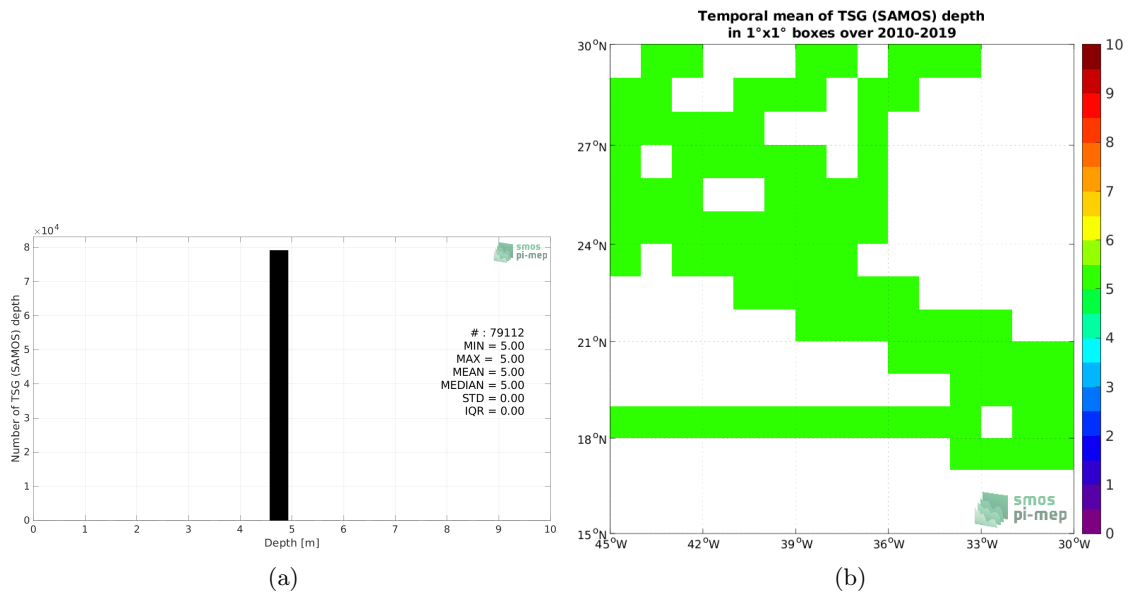 ×10⁴
8
7
6
5
4
3
2
1
0
Number of TSG (SAMOS) depth
smos
pi-mep
# : 79112
MIN = 5.00
MAX = 5.00
MEAN = 5.00
MEDIAN = 5.00
STD = 0.00
IQR = 0.00
0 1 2 3 4 5 6 7 8 9 10
Depth [m]
(a)
Temporal mean of TSG (SAMOS) depth
in 1°x1° boxes over 2010-2019
30°N
27°N
24°N
21°N
18°N
15°N
45°W 42°W 39°W 36°W 33°W 30°W
smos
pi-mep
10
9
8
7
6
5
4
3
2
1
0
(b)